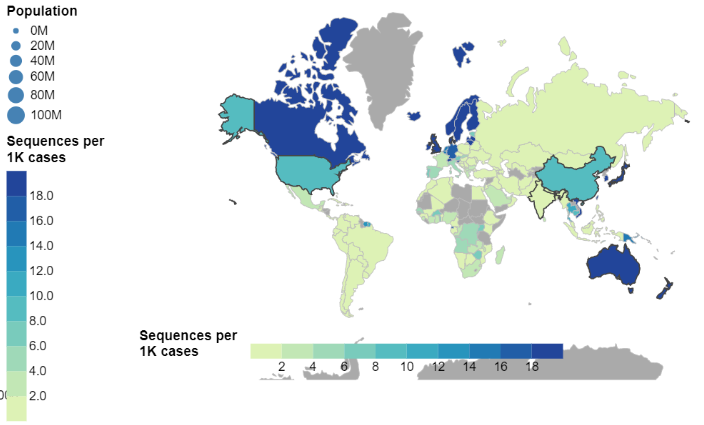 Population
0M
20M
40M
60M
80M
100M
Sequences per
1K cases
18.0
16.0
14.0
12.0
10.0
8.0
6.0
4.0
2.0
Sequences per
1K cases
2 4 6 8 10 12 14 16 18